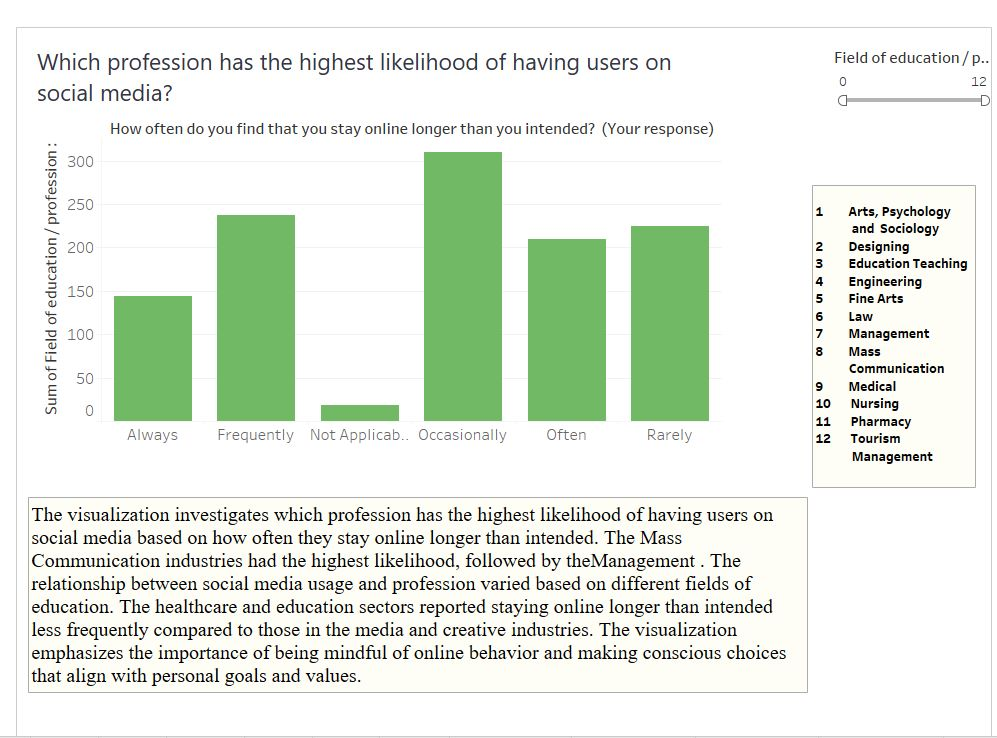 Which profession has the highest likelihood of having users on
social media?
Field of education / p..
0 12
How often do you find that you stay online longer than you intended? (Your response)
Sum of Field of education / profession :
300
250
200
150
100
50
0
Always Frequently Not Applicab.. Occasionally Often Rarely
1 Arts, Psychology
and Sociology
2 Designing
3 Education Teaching
4 Engineering
5 Fine Arts
6 Law
7 Management
8 Mass
Communication
9 Medical
10 Nursing
11 Pharmacy
12 Tourism
Management
The visualization investigates which profession has the highest likelihood of having users on
social media based on how often they stay online longer than intended. The Mass
Communication industries had the highest likelihood, followed by theManagement . The
relationship between social media usage and profession varied based on different fields of
education. The healthcare and education sectors reported staying online longer than intended
less frequently compared to those in the media and creative industries. The visualization
emphasizes the importance of being mindful of online behavior and making conscious choices
that align with personal goals and values.